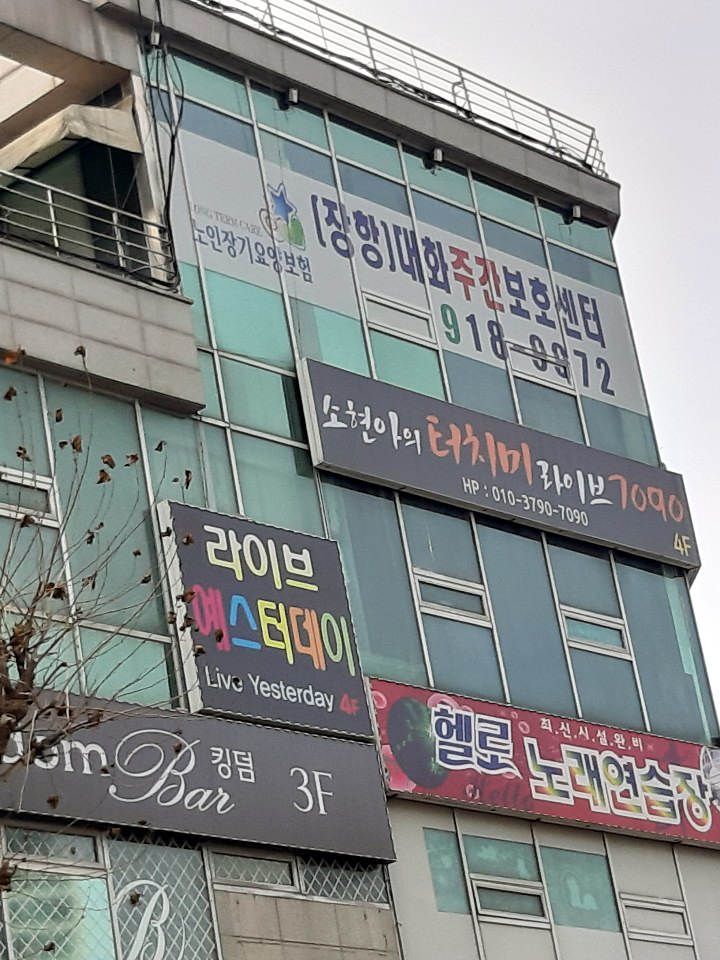 LONG TERM CARE
노인장기요양보험
(장항)대화주간보호센터
918-9972
소현아의 터치미 라이브7090
HP : 010-3790-7090
4F
라이브
예스터데이
Live Yesterday 4F
Bar 킹덤 3F
최.신.시.설.완.비
헬로 노래연습장
Hello
B